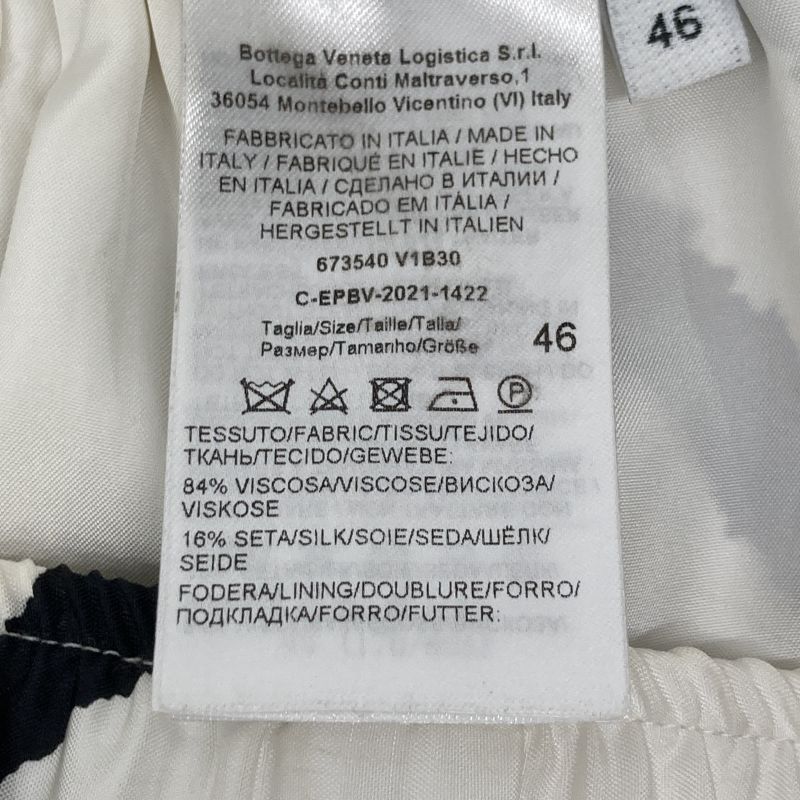 46
Bottega Veneta Logistica S.r.l.
Località Conti Maltraverso,1
36054 Montebello Vicentino (VI) Italy
FABBRICATO IN ITALIA / MADE IN
ITALY / FABRIQUÉ EN ITALIE / HECHO
EN ITALIA / СДЕЛАНО В ИТАЛИИ /
FABRICADO EM ITÁLIA /
HERGESTELLT IN ITALIEN
673540 V1B30
C-EPBV-2021-1422
Taglia/Size/Taille/Talla/
Размер/Tamanho/Größe 46
P
TESSUTO/FABRIC/TISSU/TEJIDO/
ТКАНЬ/TECIDO/GEWEBE:
84% VISCOSA/VISCOSE/ВИСКОЗА/
VISKOSE
16% SETA/SILK/SOIE/SEDA/ШЁЛК/
SEIDE
FODERA/LINING/DOUBLURE/FORRO/
ПОДКЛАДКА/FORRO/FUTTER: